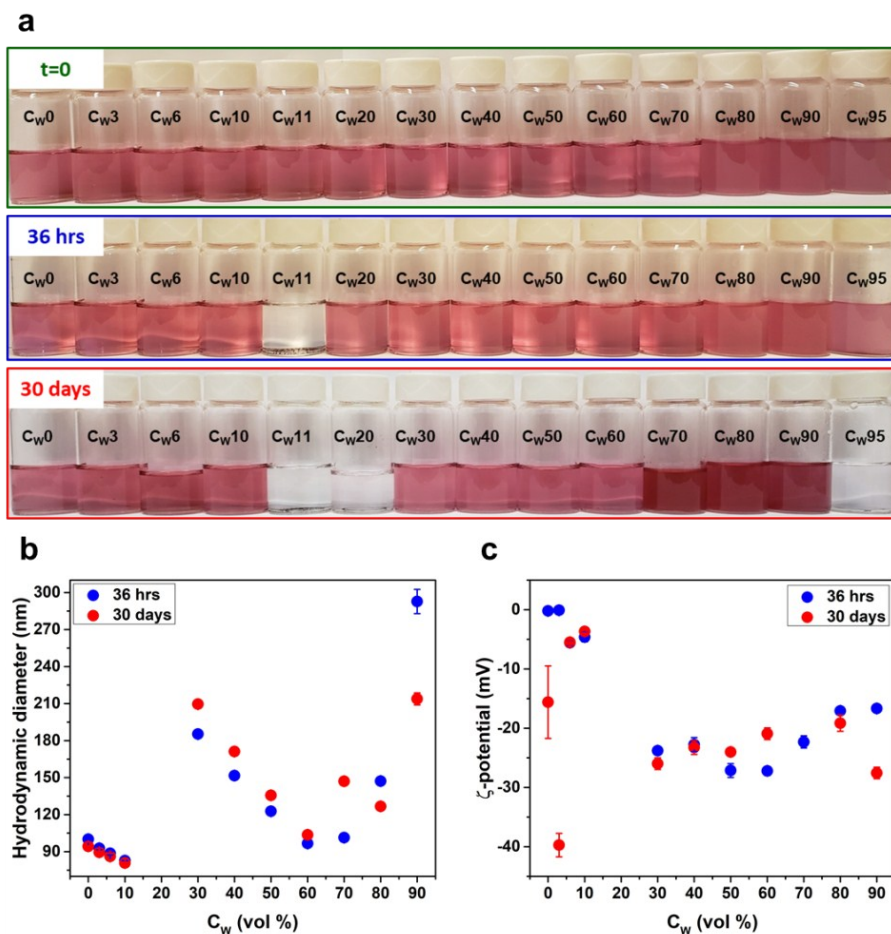 a
t=0
Cw0 Cw3 Cw6 Cw10 Cw11 Cw20 Cw30 Cw40 Cw50 Cw60 Cw70 Cw80 Cw90 Cw95
36 hrs
Cw0 Cw3 Cw6 Cw10 Cw11 Cw20 Cw30 Cw40 Cw50 Cw60 Cw70 Cw80 Cw90 Cw95
30 days
Cw0 Cw3 Cw6 Cw10 Cw11 Cw20 Cw30 Cw40 Cw50 Cw60 Cw70 Cw80 Cw90 Cw95
b
36 hrs
30 days
Hydrodynamic diameter (nm)
300
270
240
210
180
150
120
90
0 10 20 30 40 50 60 70 80 90
Cw (vol %)
c
36 hrs
30 days
ζ-potential (mV)
0
-10
-20
-30
-40
0 10 20 30 40 50 60 70 80 90
Cw (vol %)